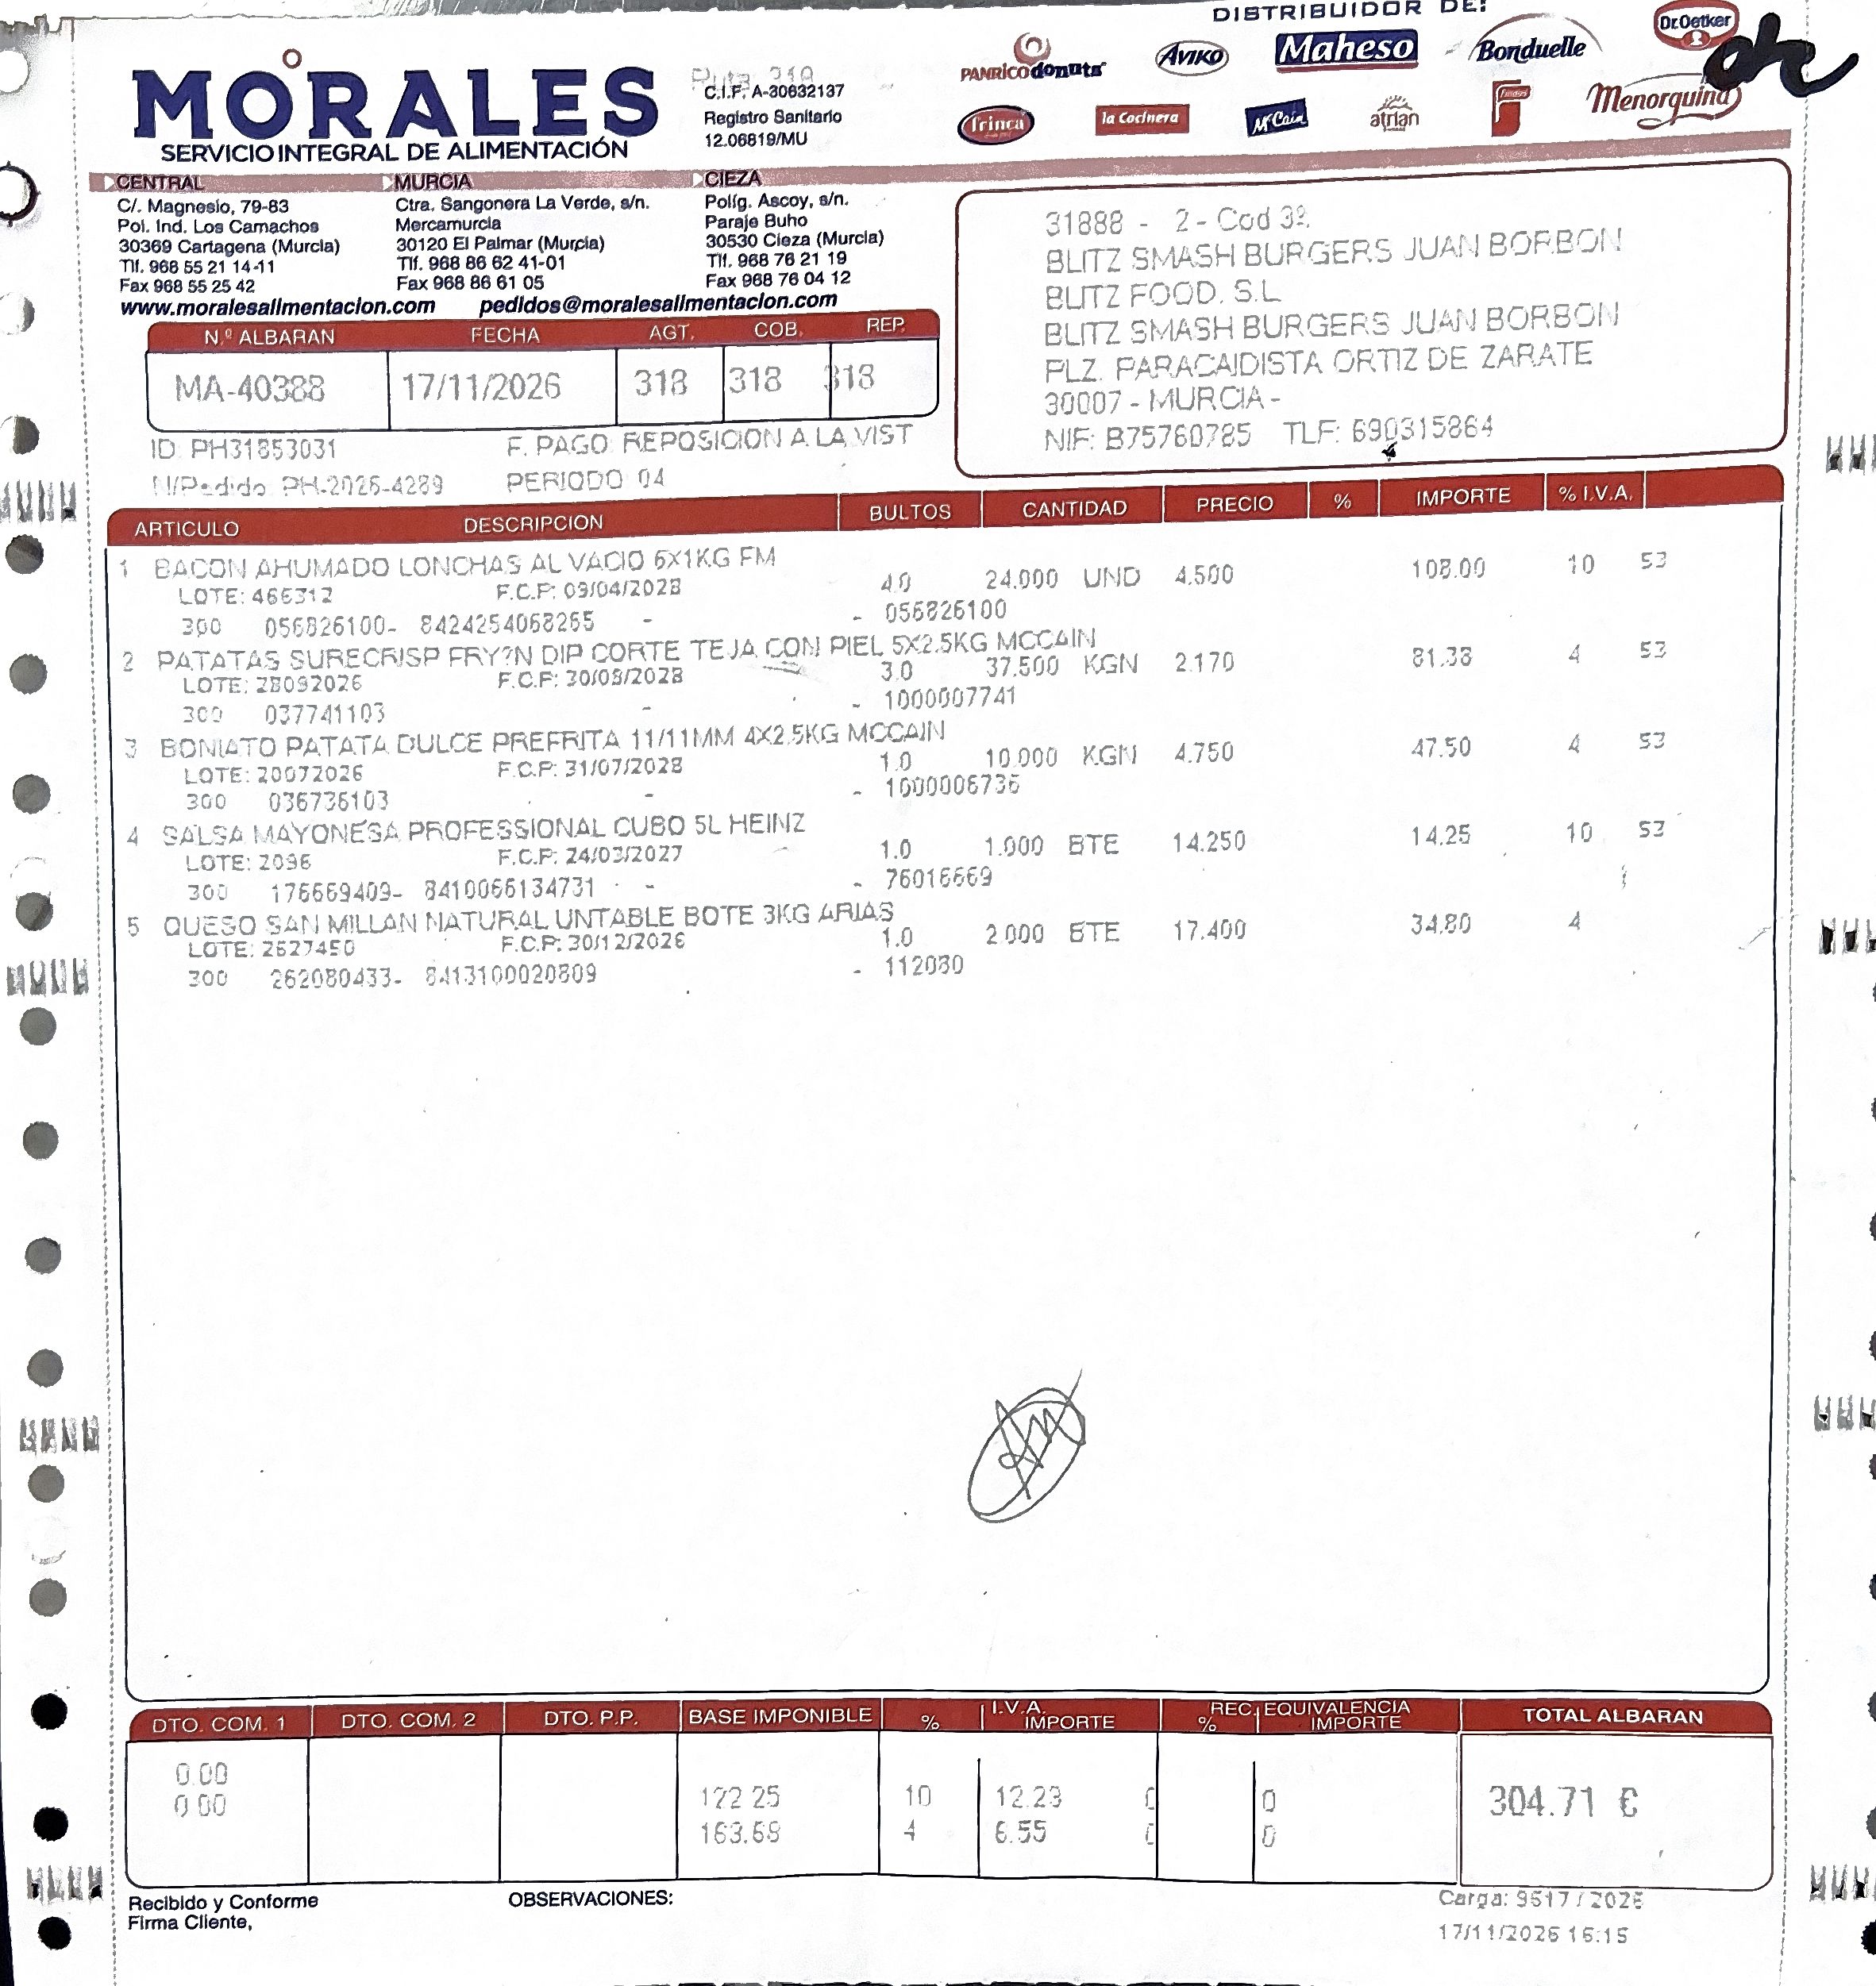 DISTRIBUIDOR DE:
PANRICO donuts AVIKO Maheso Bonduelle Dr.Oetker
frinca la Cocinera McCain atrian findus Menorquina
MORALES
SERVICIO INTEGRAL DE ALIMENTACIÓN
C.I.F. A-30632137
Registro Sanitario
12.06819/MU
CENTRAL
C/. Magnesio, 79-83
Pol. Ind. Los Camachos
30369 Cartagena (Murcia)
Tlf. 968 55 21 14-11
Fax 968 55 25 42
MURCIA
Ctra. Sangonera La Verde, s/n.
Mercamurcia
30120 El Palmar (Murcia)
Tlf. 968 86 62 41-01
Fax 968 86 61 05
CIEZA
Políg. Ascoy, s/n.
Paraje Buho
30530 Cieza (Murcia)
Tlf. 968 76 21 19
Fax 968 76 04 12
www.moralesalimentacion.com pedidos@moralesalimentacion.com
31888 - 2 - Cod 3ª.
BLITZ SMASH BURGERS JUAN BORBON
BLITZ FOOD. S.L
BLITZ SMASH BURGERS JUAN BORBON
PLZ. PARACAIDISTA ORTIZ DE ZARATE
30007 - MURCIA -
NIF: B75760785 TLF: 690315864
N.º ALBARAN FECHA AGT. COB. REP.
MA-40388 17/11/2026 318 318 318
ID: PH31853031 F. PAGO: REPOSICION A LA VIST
N/Pedido: PH-2026-4289 PERIODO 04
ARTICULO DESCRIPCION BULTOS CANTIDAD PRECIO % IMPORTE % I.V.A.
1 BACON AHUMADO LONCHAS AL VACIO 6X1KG FM
LOTE: 466312 F.C.P: 09/04/2028 4.0 24.000 UND 4.500 108.00 10 53
300 056826100- 8424254068265 - - 056826100
2 PATATAS SURECRISP FRY?N DIP CORTE TEJA CON PIEL 5X2.5KG MCCAIN
LOTE: 28092026 F.C.P: 30/09/2028 3.0 37.500 KGN 2.170 81.38 4 53
300 037741103 - - 1000007741
3 BONIATO PATATA DULCE PREFRITA 11/11MM 4X2.5KG MCCAIN
LOTE: 20072026 F.C.P: 31/07/2028 1.0 10.000 KGN 4.750 47.50 4 53
300 036736103 - - 1000006736
4 SALSA MAYONESA PROFESSIONAL CUBO 5L HEINZ
LOTE: 2096 F.C.P: 24/03/2027 1.0 1.000 BTE 14.250 14.25 10 53
300 176669409- 8410066134731 - - 76016669
5 QUESO SAN MILLAN NATURAL UNTABLE BOTE 3KG ARIAS
LOTE: 2627450 F.C.P: 30/12/2026 1.0 2.000 BTE 17.400 34.80 4
300 262080433- 8413100020809 - 112080
DTO. COM. 1 DTO. COM. 2 DTO. P.P. BASE IMPONIBLE % I.V.A. IMPORTE REC. EQUIVALENCIA % IMPORTE TOTAL ALBARAN
0.00
0.00
122.25 10 12.23 0 0
163.68 4 6.55 0 0
304.71 €
Recibido y Conforme
Firma Cliente,
OBSERVACIONES:
Carga: 9517 / 2026
17/11/2026 16:15